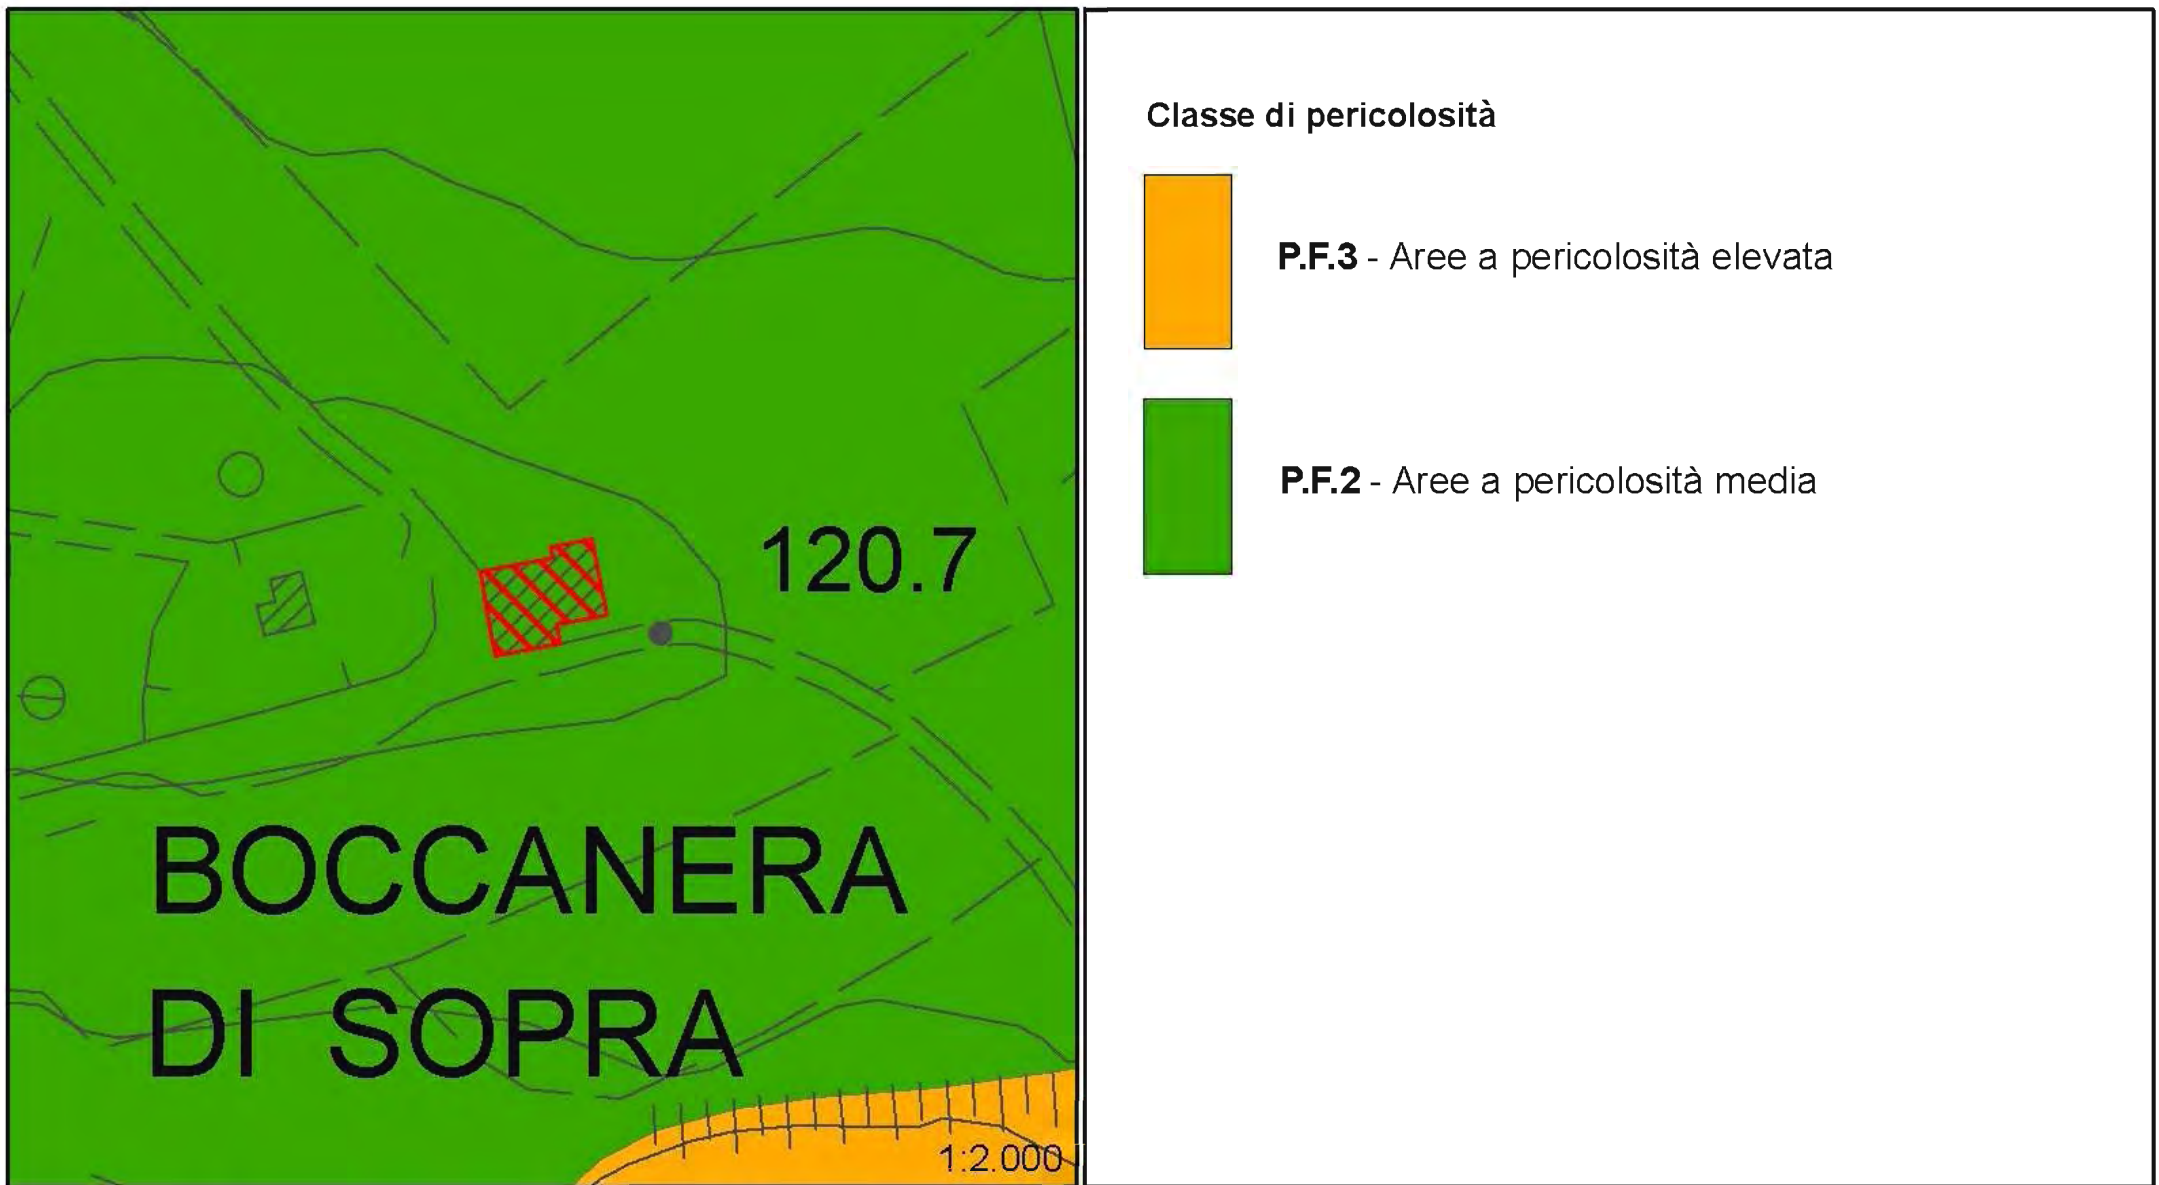 120.7
BOCCANERA
DI SOPRA
1:2.000
Classe di pericolosità
P.F.3 - Aree a pericolosità elevata
P.F.2 - Aree a pericolosità media